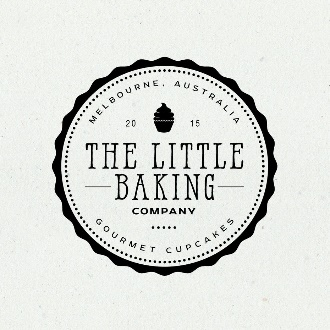 MELBOURNE, AUSTRALIA
20 15
THE LITTLE
BAKING
COMPANY
GOURMET CUPCAKES